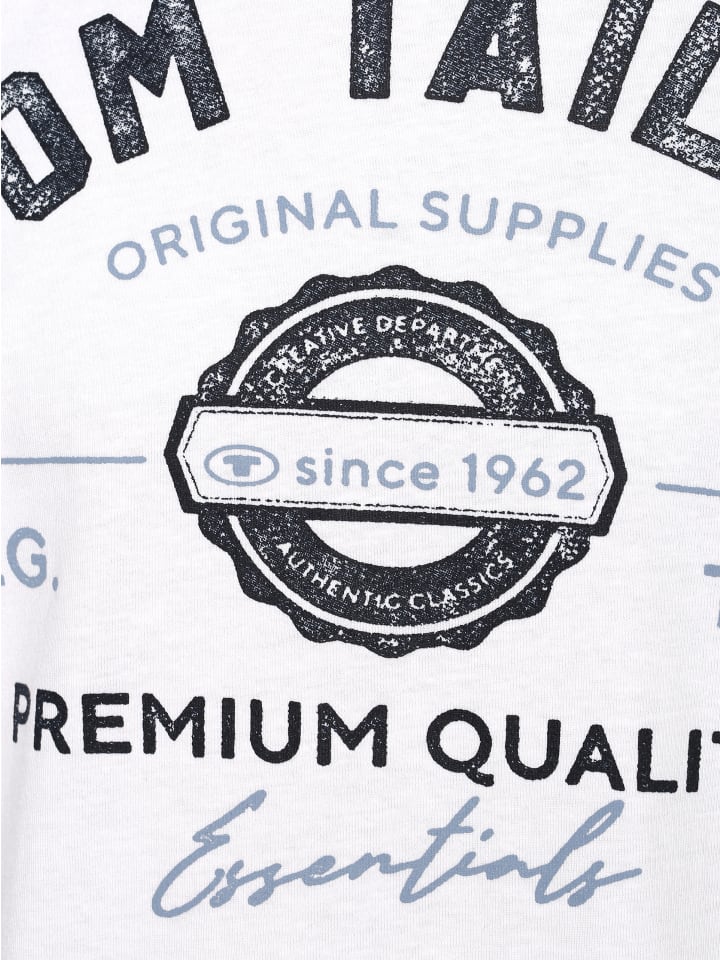 OM TAIL
ORIGINAL SUPPLIES
CREATIVE DEPARTMENT
&
since 1962
.G.
AUTHENTIC CLASSICS
PREMIUM QUALIT
Essentials